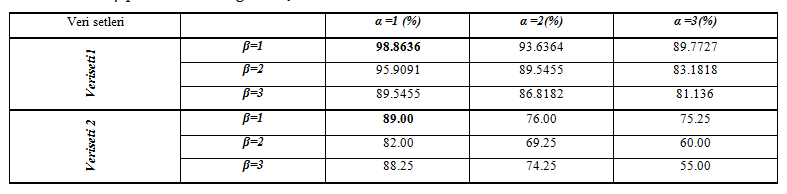 Veri setleri α =1 (%) α =2(%) α =3(%)
Veriseti1
β=1 98.8636 93.6364 89.7727
β=2 95.9091 89.5455 83.1818
β=3 89.5455 86.8182 81.136
Veriseti 2
β=1 89.00 76.00 75.25
β=2 82.00 69.25 60.00
β=3 88.25 74.25 55.00